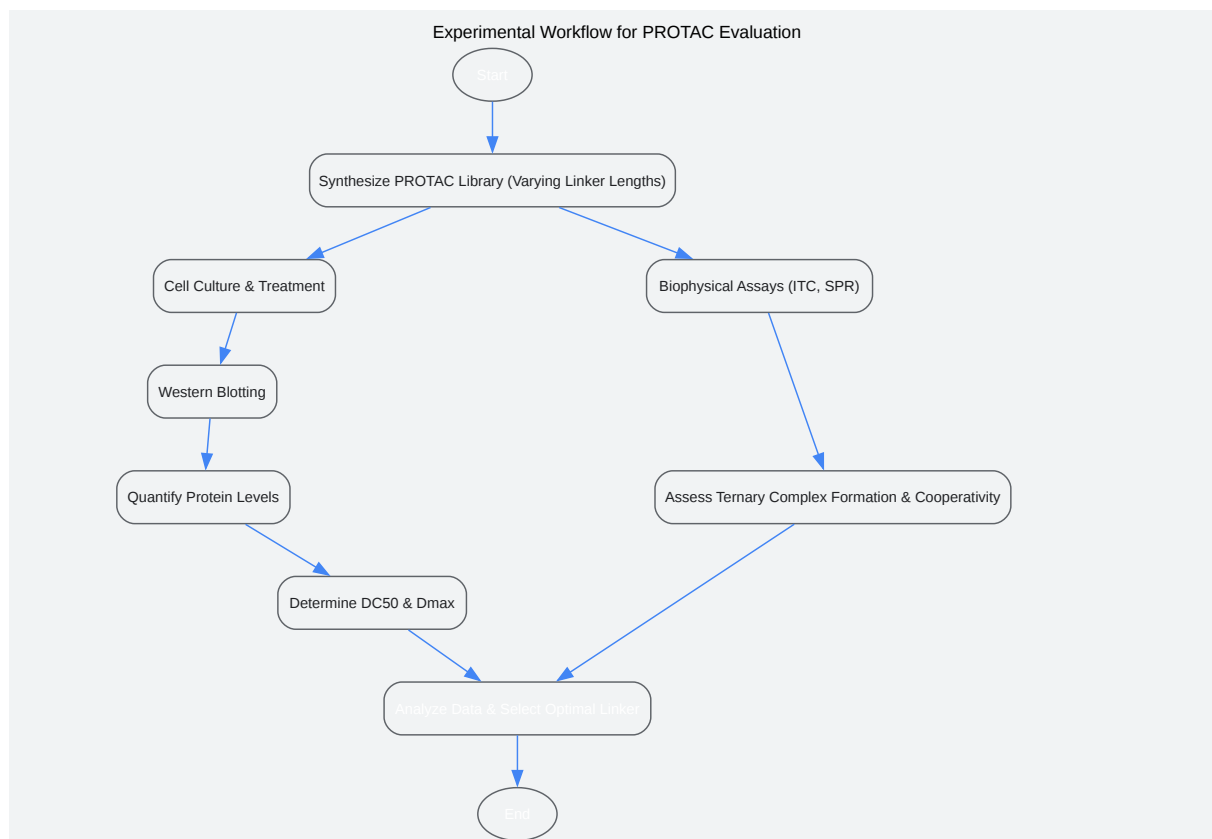 Experimental Workflow for PROTAC Evaluation
Start
Synthesize PROTAC Library (Varying Linker Lengths)
Cell Culture & Treatment
Biophysical Assays (ITC, SPR)
Western Blotting
Quantify Protein Levels
Assess Ternary Complex Formation & Cooperativity
Determine DC50 & Dmax
Analyze Data & Select Optimal Linker
End